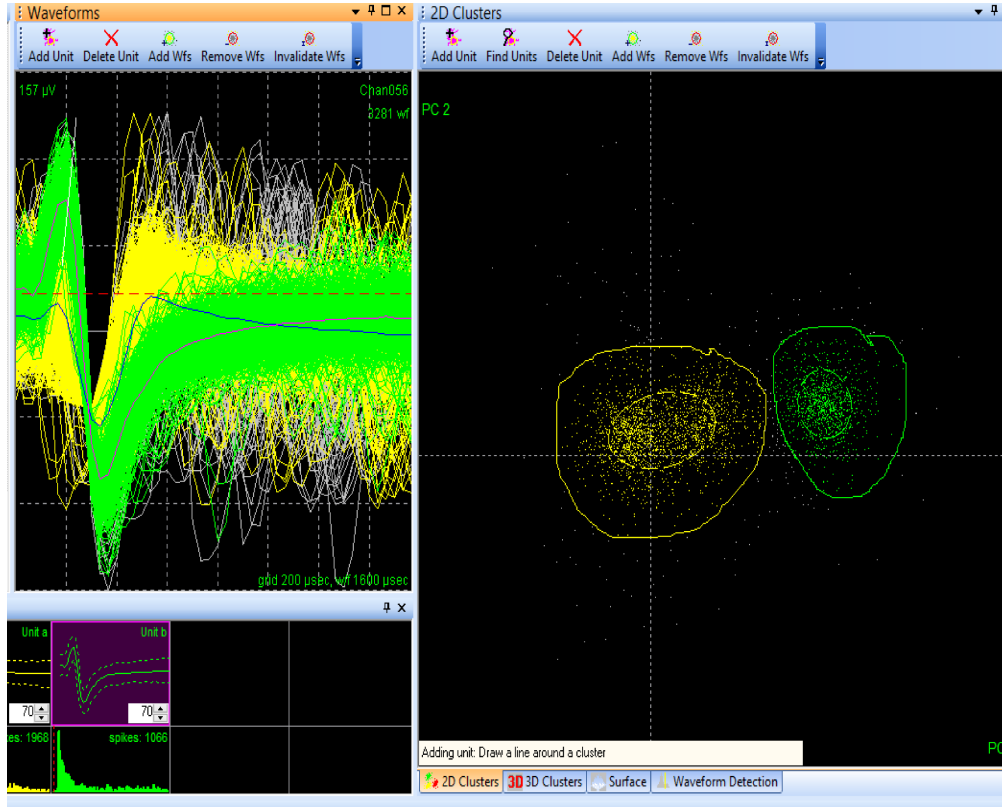 Waveforms
Add Unit Delete Unit Add Wfs Remove Wfs Invalidate Wfs
157 µV
Chan056
3281 wf
grid 200 µsec, wf 1600 µsec
Unit a
Unit b
70
70
es: 1968
spikes: 1066
2D Clusters
Add Unit Find Units Delete Unit Add Wfs Remove Wfs Invalidate Wfs
PC 2
PC
Adding unit: Draw a line around a cluster
2D Clusters 3D 3D Clusters Surface Waveform Detection